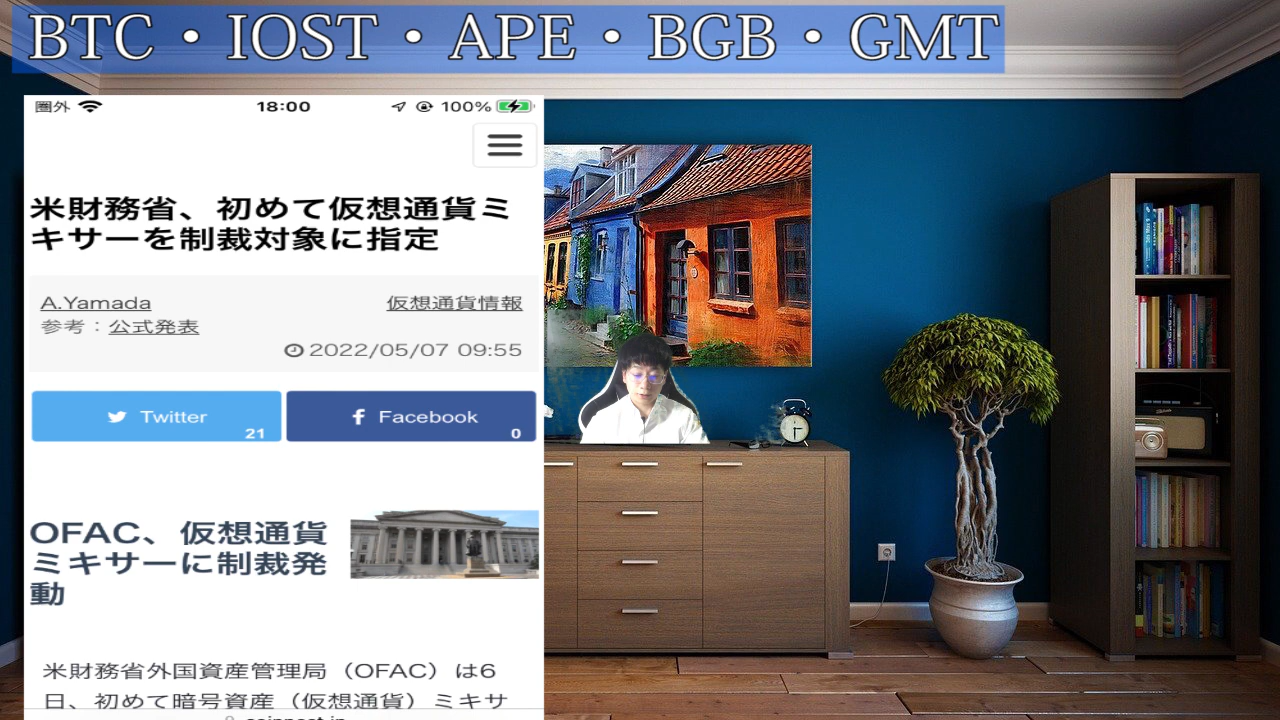 BTC・IOST・APE・BGB・GMT
圏外 18:00 100%
米財務省、初めて仮想通貨ミ
キサーを制裁対象に指定
A.Yamada 仮想通貨情報
参考：公式発表
2022/05/07 09:55
Twitter 21
Facebook 0
OFAC、仮想通貨
ミキサーに制裁発
動
米財務省外国資産管理局（OFAC）は6
日、初めて暗号資産（仮想通貨）ミキサ